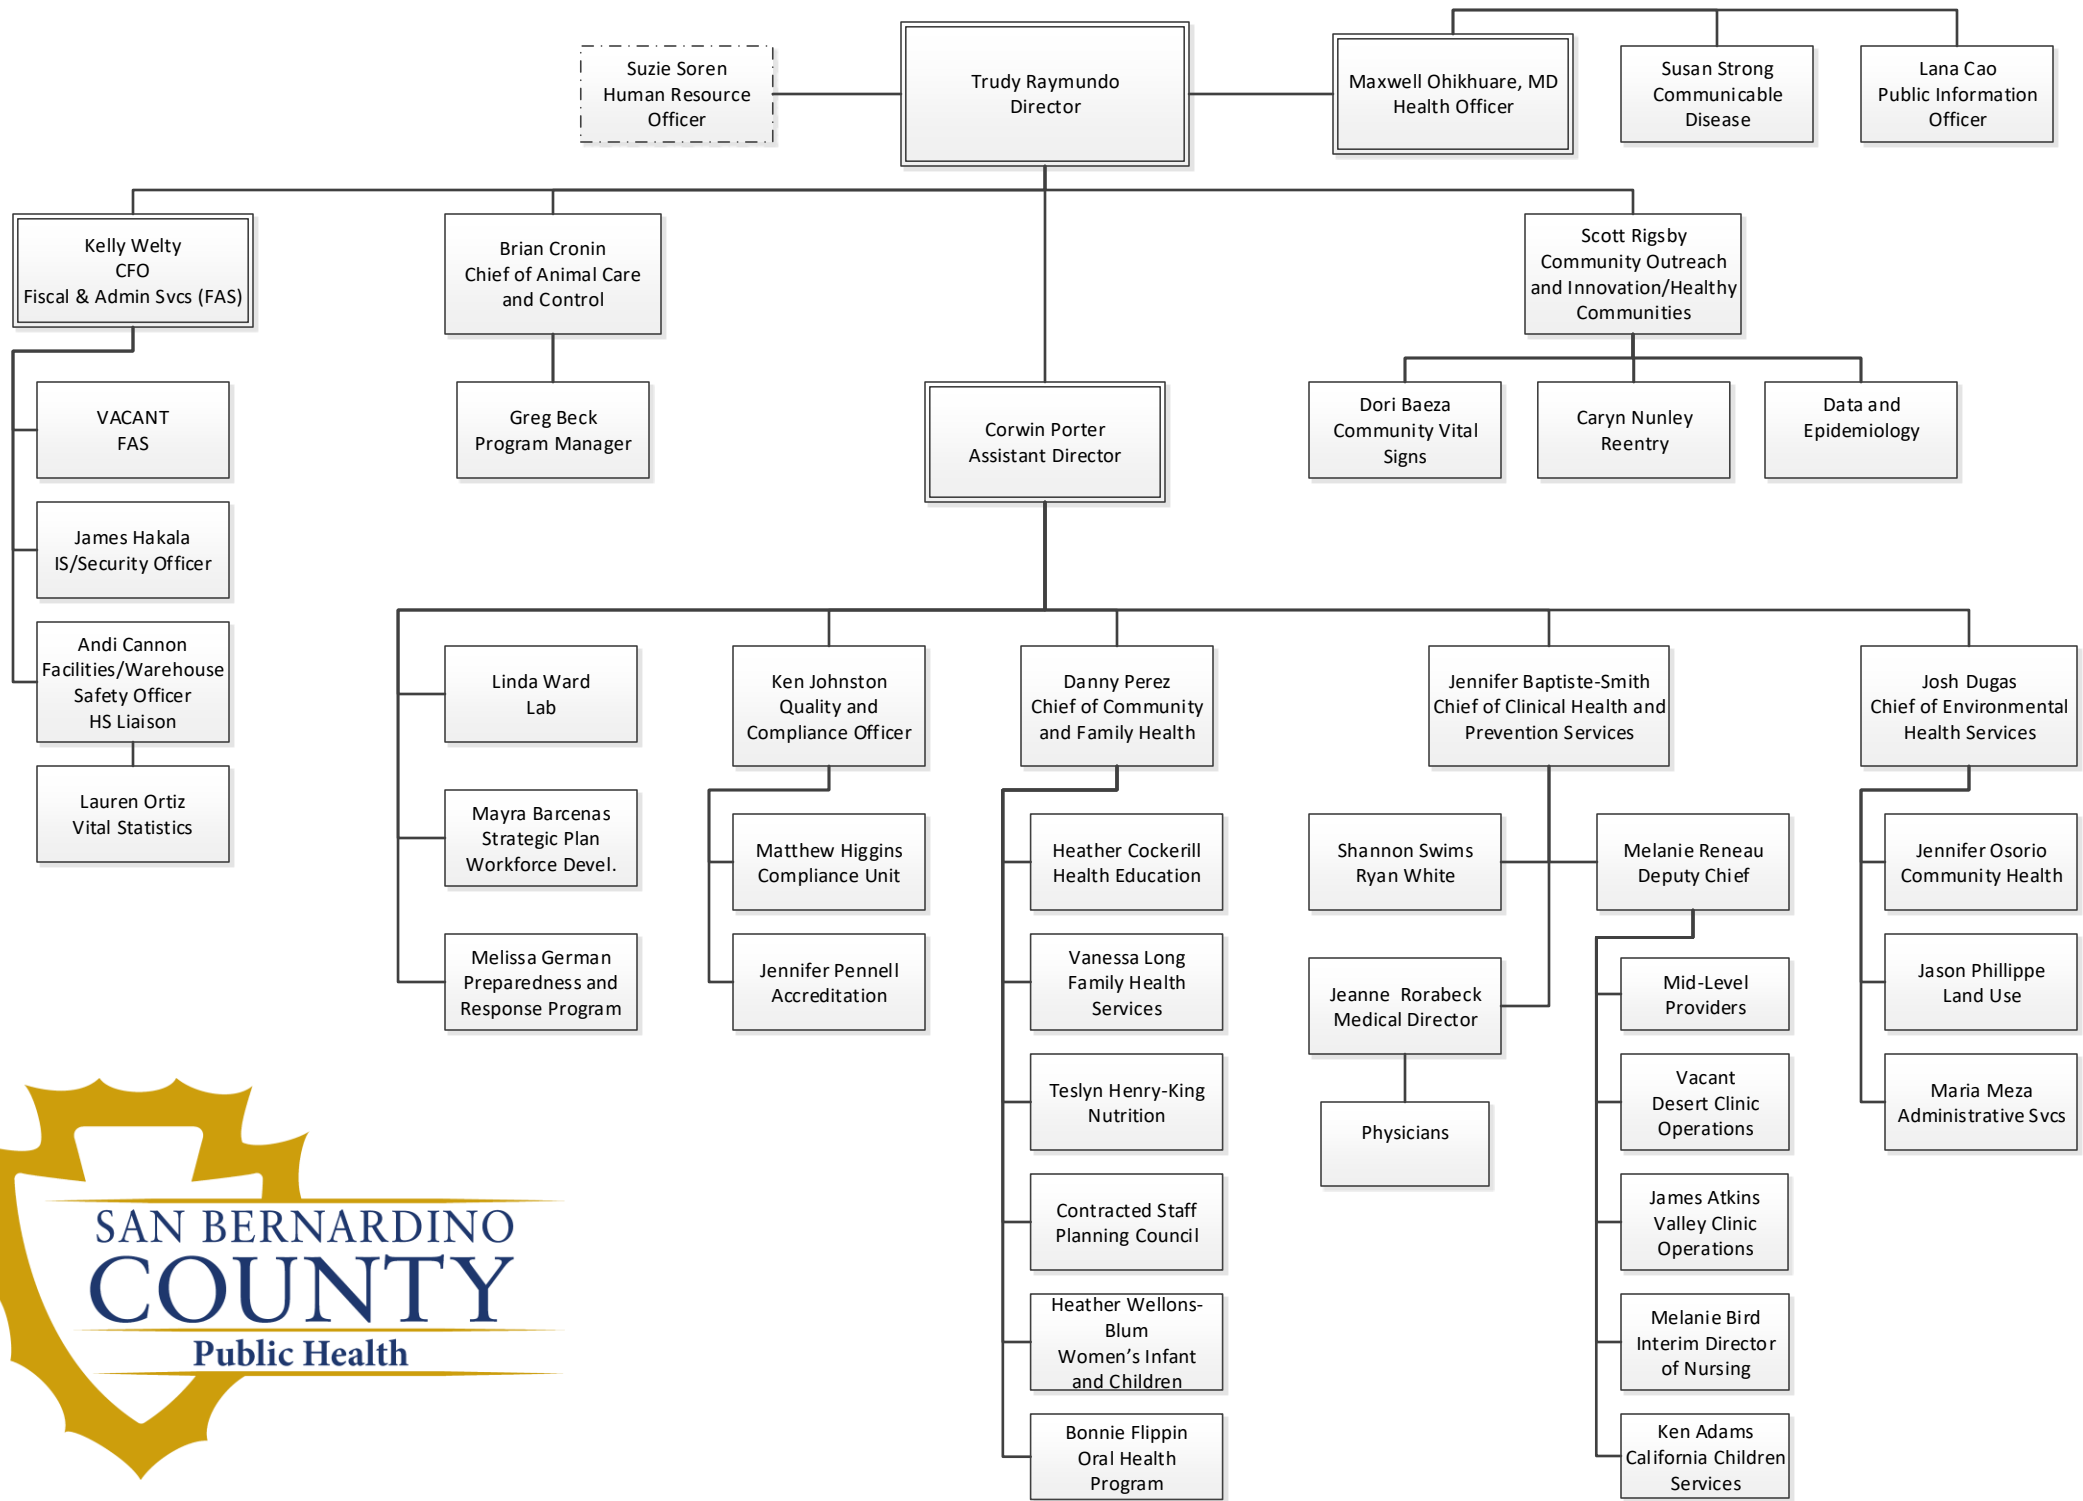 Suzie Soren
Human Resource
Officer
Trudy Raymundo
Director
Maxwell Ohikhuare, MD
Health Officer
Susan Strong
Communicable
Disease
Lana Cao
Public Information
Officer
Kelly Welty
CFO
Fiscal & Admin Svcs (FAS)
Brian Cronin
Chief of Animal Care
and Control
Scott Rigsby
Community Outreach
and Innovation/Healthy
Communities
VACANT
FAS
Greg Beck
Program Manager
Corwin Porter
Assistant Director
Dori Baeza
Community Vital
Signs
Caryn Nunley
Reentry
Data and
Epidemiology
James Hakala
IS/Security Officer
Andi Cannon
Facilities/Warehouse
Safety Officer
HS Liaison
Lauren Ortiz
Vital Statistics
Linda Ward
Lab
Mayra Barcenas
Strategic Plan
Workforce Devel.
Melissa German
Preparedness and
Response Program
Ken Johnston
Quality and
Compliance Officer
Matthew Higgins
Compliance Unit
Jennifer Pennell
Accreditation
Danny Perez
Chief of Community
and Family Health
Heather Cockerill
Health Education
Vanessa Long
Family Health
Services
Teslyn Henry-King
Nutrition
Contracted Staff
Planning Council
Heather Wellons-
Blum
Women’s Infant
and Children
Bonnie Flippin
Oral Health
Program
Jennifer Baptiste-Smith
Chief of Clinical Health and
Prevention Services
Shannon Swims
Ryan White
Jeanne Rorabeck
Medical Director
Physicians
Melanie Reneau
Deputy Chief
Mid-Level
Providers
Vacant
Desert Clinic
Operations
James Atkins
Valley Clinic
Operations
Melanie Bird
Interim Director
of Nursing
Ken Adams
California Children
Services
Josh Dugas
Chief of Environmental
Health Services
Jennifer Osorio
Community Health
Jason Phillippe
Land Use
Maria Meza
Administrative Svcs
SAN BERNARDINO
COUNTY
Public Health